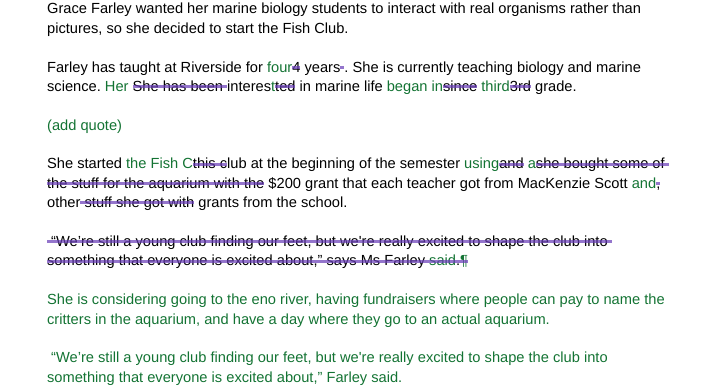 Grace Farley wanted her marine biology students to interact with real organisms rather than
pictures, so she decided to start the Fish Club.
Farley has taught at Riverside for four4 years . She is currently teaching biology and marine
science. Her She has been interestted in marine life began insince third3rd grade.
(add quote)
She started the Fish Cthis club at the beginning of the semester usingand ashe bought some of
the stuff for the aquarium with the $200 grant that each teacher got from MacKenzie Scott and,
other stuff she got with grants from the school.
“We’re still a young club finding our feet, but we're really excited to shape the club into
something that everyone is excited about,” says Ms Farley said.¶
She is considering going to the eno river, having fundraisers where people can pay to name the
critters in the aquarium, and have a day where they go to an actual aquarium.
“We’re still a young club finding our feet, but we're really excited to shape the club into
something that everyone is excited about,” Farley said.